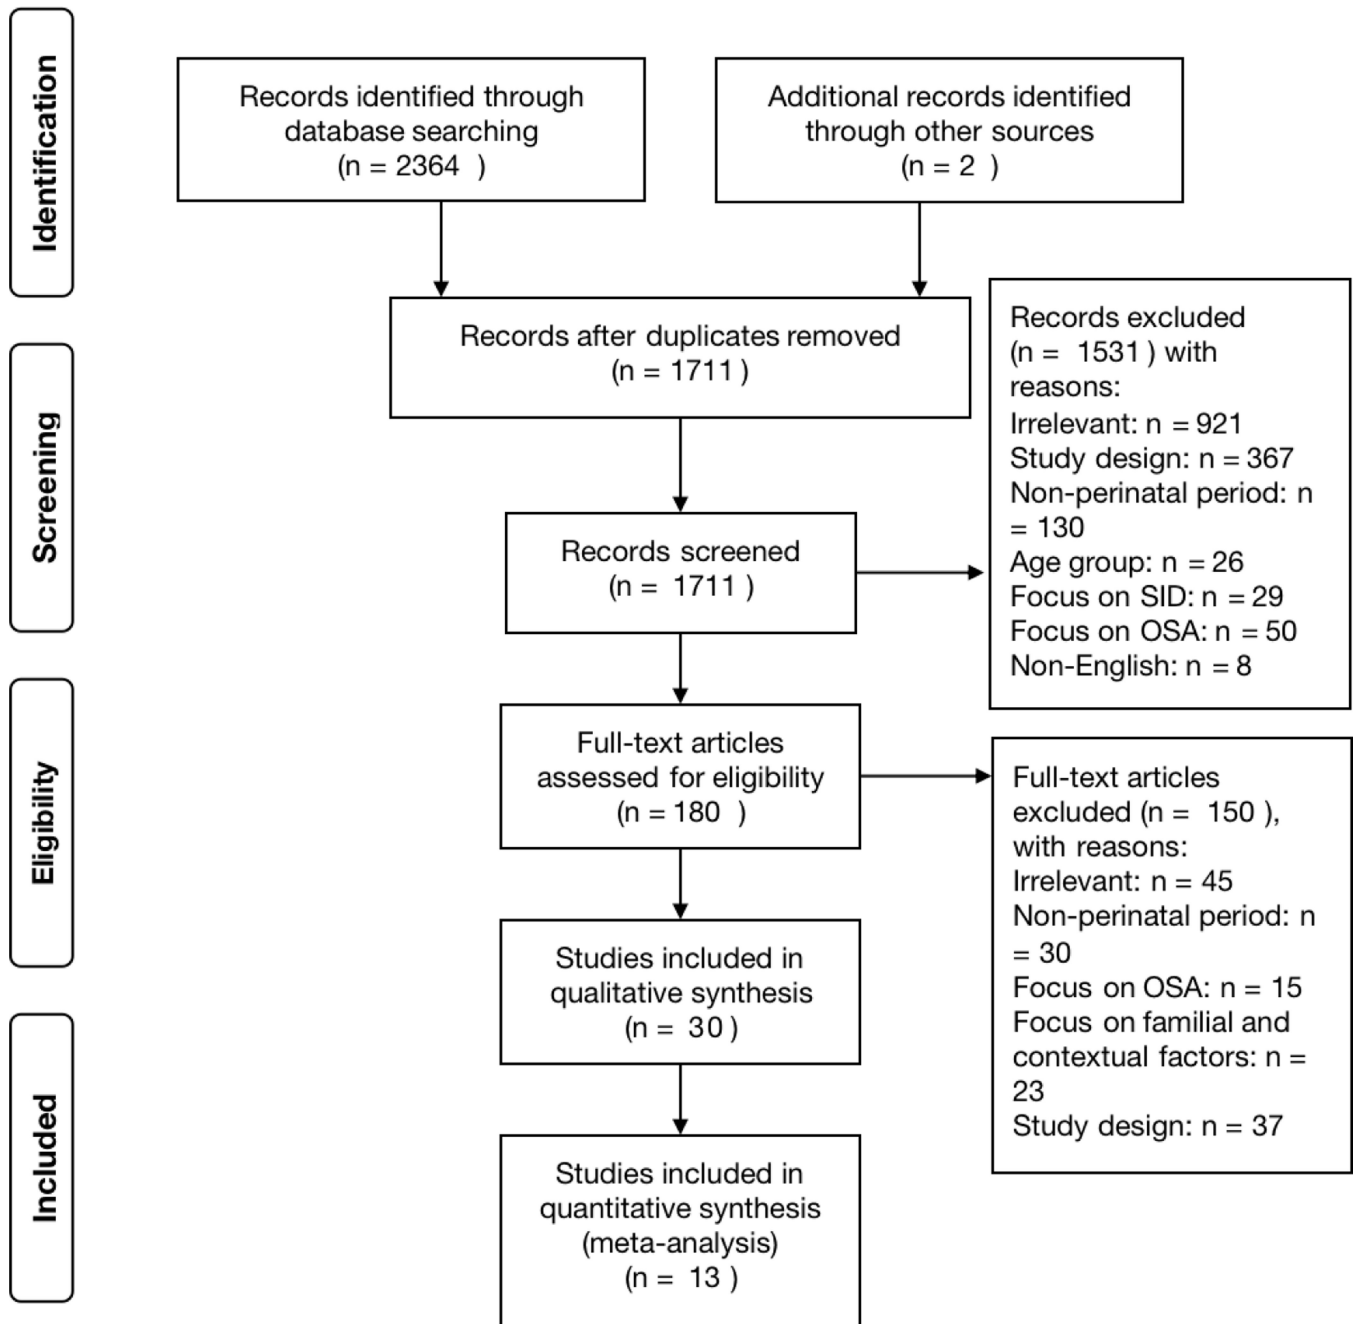 Identification
Records identified through
database searching
(n = 2364 )
Additional records identified
through other sources
(n = 2 )
Records after duplicates removed
(n = 1711 )
Screening
Records screened
(n = 1711 )
Records excluded
(n = 1531 ) with
reasons:
Irrelevant: n = 921
Study design: n = 367
Non-perinatal period: n
= 130
Age group: n = 26
Focus on SID: n = 29
Focus on OSA: n = 50
Non-English: n = 8
Eligibility
Full-text articles
assessed for eligibility
(n = 180 )
Full-text articles
excluded (n = 150 ),
with reasons:
Irrelevant: n = 45
Non-perinatal period: n
= 30
Focus on OSA: n = 15
Focus on familial and
contextual factors: n =
23
Study design: n = 37
Studies included in
qualitative synthesis
(n = 30 )
Included
Studies included in
quantitative synthesis
(meta-analysis)
(n = 13 )